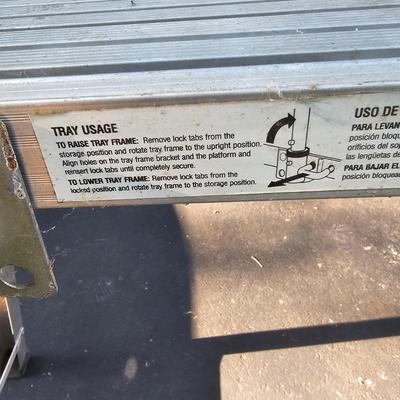 TRAY USAGE
TO RAISE TRAY FRAME: Remove lock tabs from the
storage position and rotate tray frame to the upright position.
Align holes on the tray frame bracket and the platform and
reinsert lock tabs until completely secure.
TO LOWER TRAY FRAME: Remove lock tabs from the
locked position and rotate tray frame to the storage position.
USO DE
PARA LEVAN
posición bloqu
orificios del sop
las lengüetas de
PARA BAJAR EL
posición bloquea